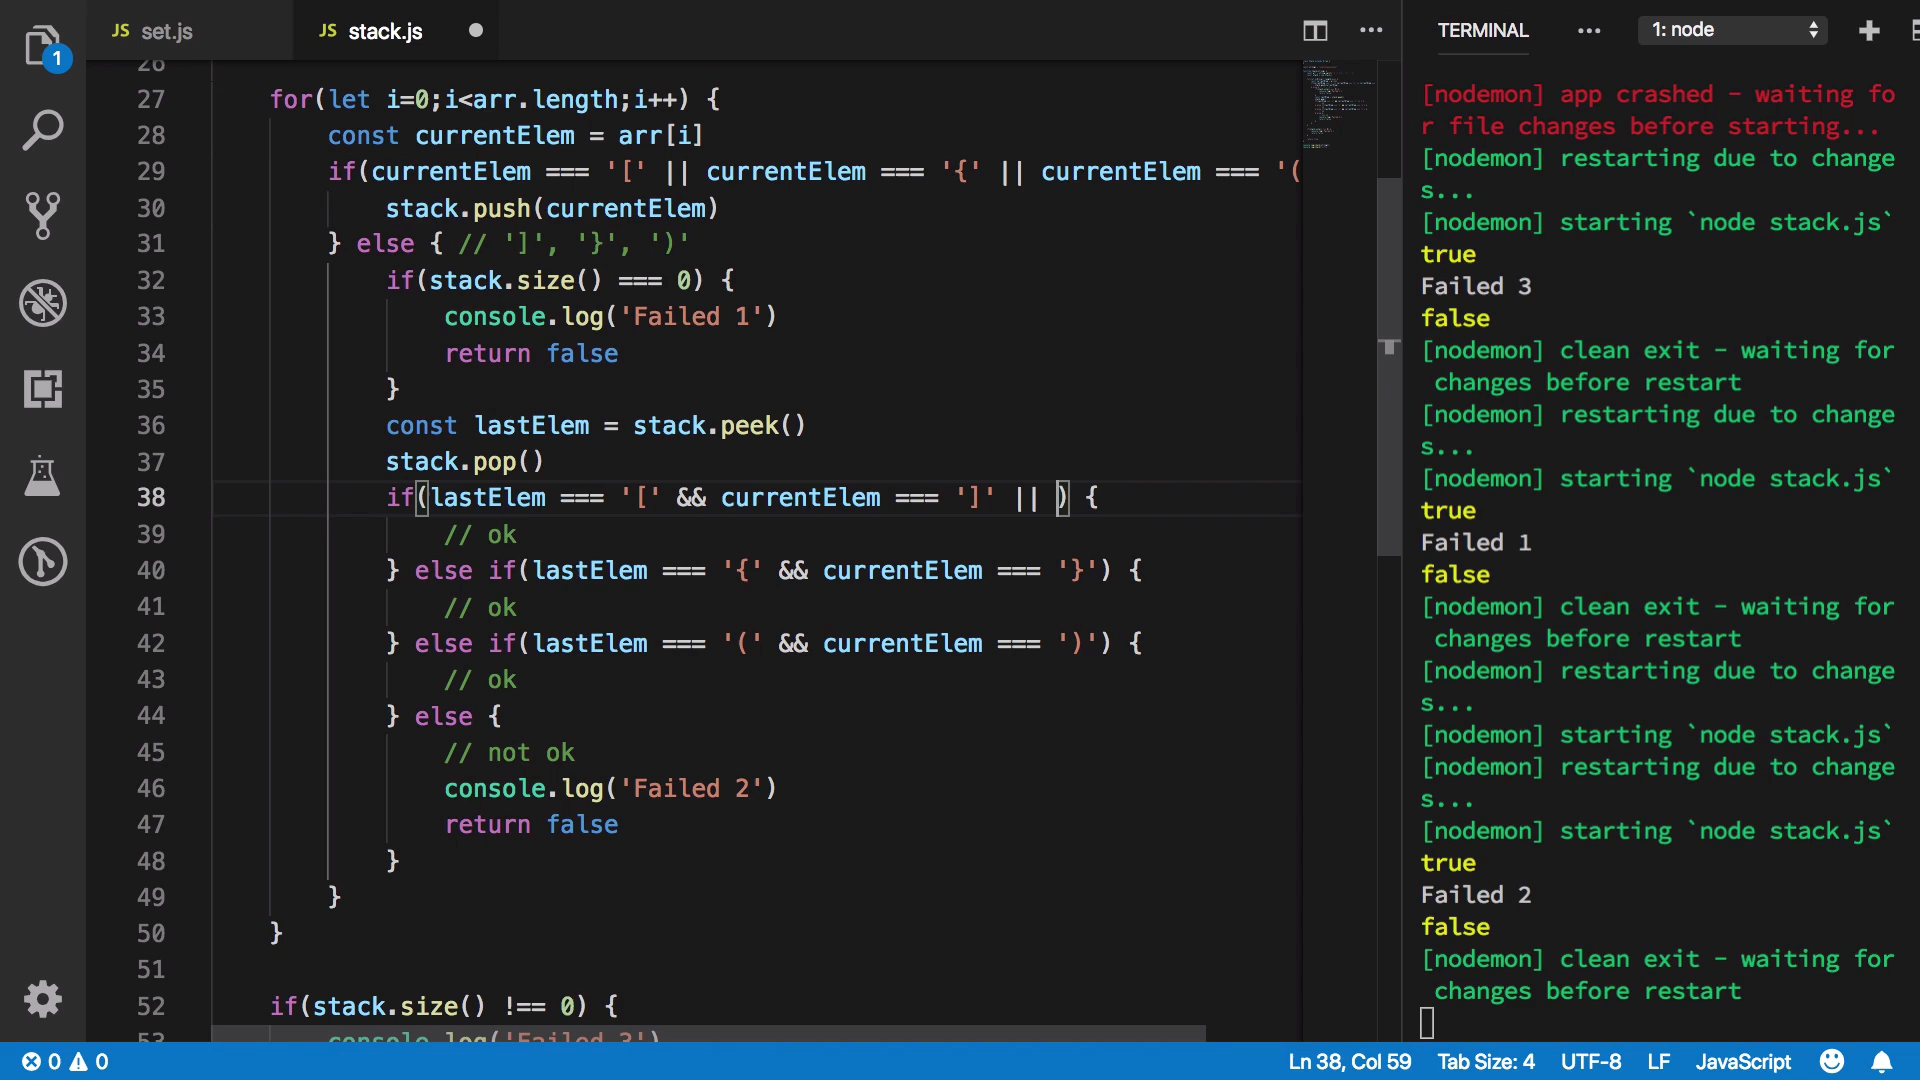 1
JS set.js
JS stack.js
TERMINAL
1: node
26
27 for(let i=0;i<arr.length;i++) {
28 const currentElem = arr[i]
29 if(currentElem === '[' || currentElem === '{' || currentElem === '(
30 stack.push(currentElem)
31 } else { // ']', '}', ')'
32 if(stack.size() === 0) {
33 console.log('Failed 1')
34 return false
35 }
36 const lastElem = stack.peek()
37 stack.pop()
38 if(lastElem === '[' && currentElem === ']' || ) {
39 // ok
40 } else if(lastElem === '{' && currentElem === '}') {
41 // ok
42 } else if(lastElem === '(' && currentElem === ')') {
43 // ok
44 } else {
45 // not ok
46 console.log('Failed 2')
47 return false
48 }
49 }
50 }
51
52 if(stack.size() !== 0) {
53 console.log('Failed 3')
[nodemon] app crashed - waiting fo
r file changes before starting...
[nodemon] restarting due to change
s...
[nodemon] starting `node stack.js`
true
Failed 3
false
[nodemon] clean exit - waiting for
changes before restart
[nodemon] restarting due to change
s...
[nodemon] starting `node stack.js`
true
Failed 1
false
[nodemon] clean exit - waiting for
changes before restart
[nodemon] restarting due to change
s...
[nodemon] starting `node stack.js`
[nodemon] restarting due to change
s...
[nodemon] starting `node stack.js`
true
Failed 2
false
[nodemon] clean exit - waiting for
changes before restart
0 0
Ln 38, Col 59 Tab Size: 4 UTF-8 LF JavaScript